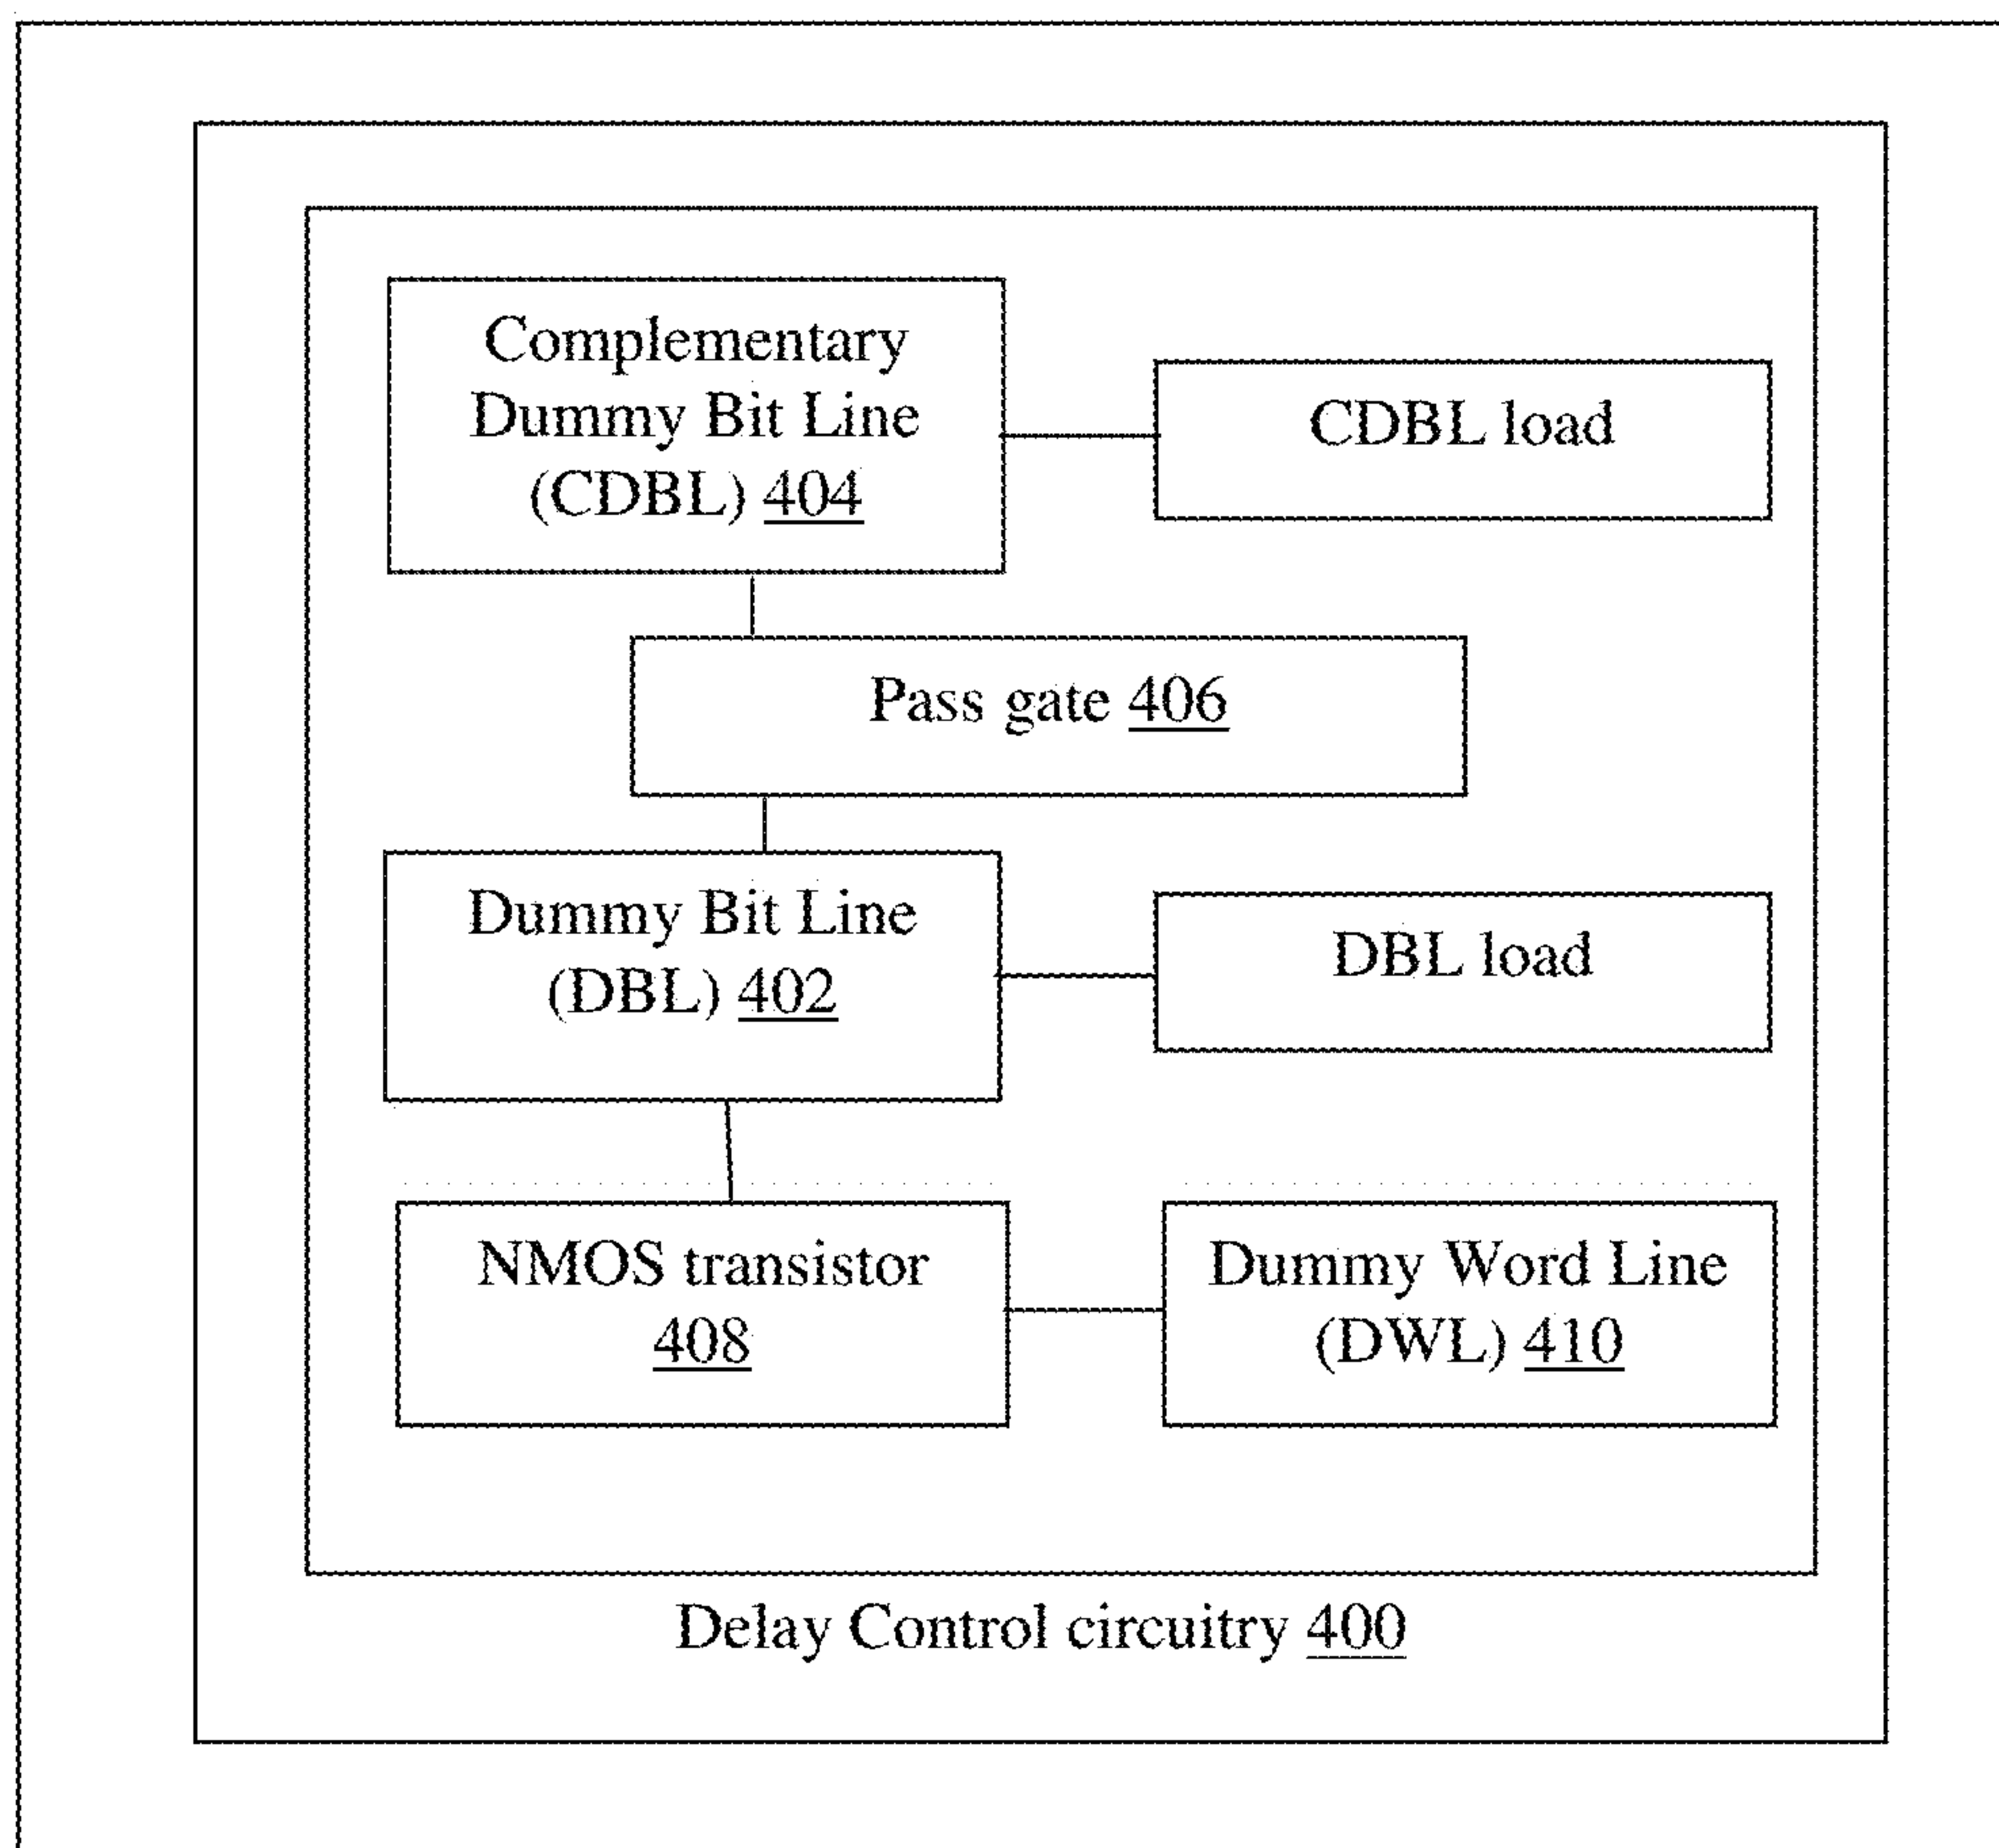 Complementary
Dummy Bit Line
(CDBL) 404
CDBL load
Pass gate 406
Dummy Bit Line
(DBL) 402
DBL load
NMOS transistor
408
Dummy Word Line
(DWL) 410
Delay Control circuitry 400